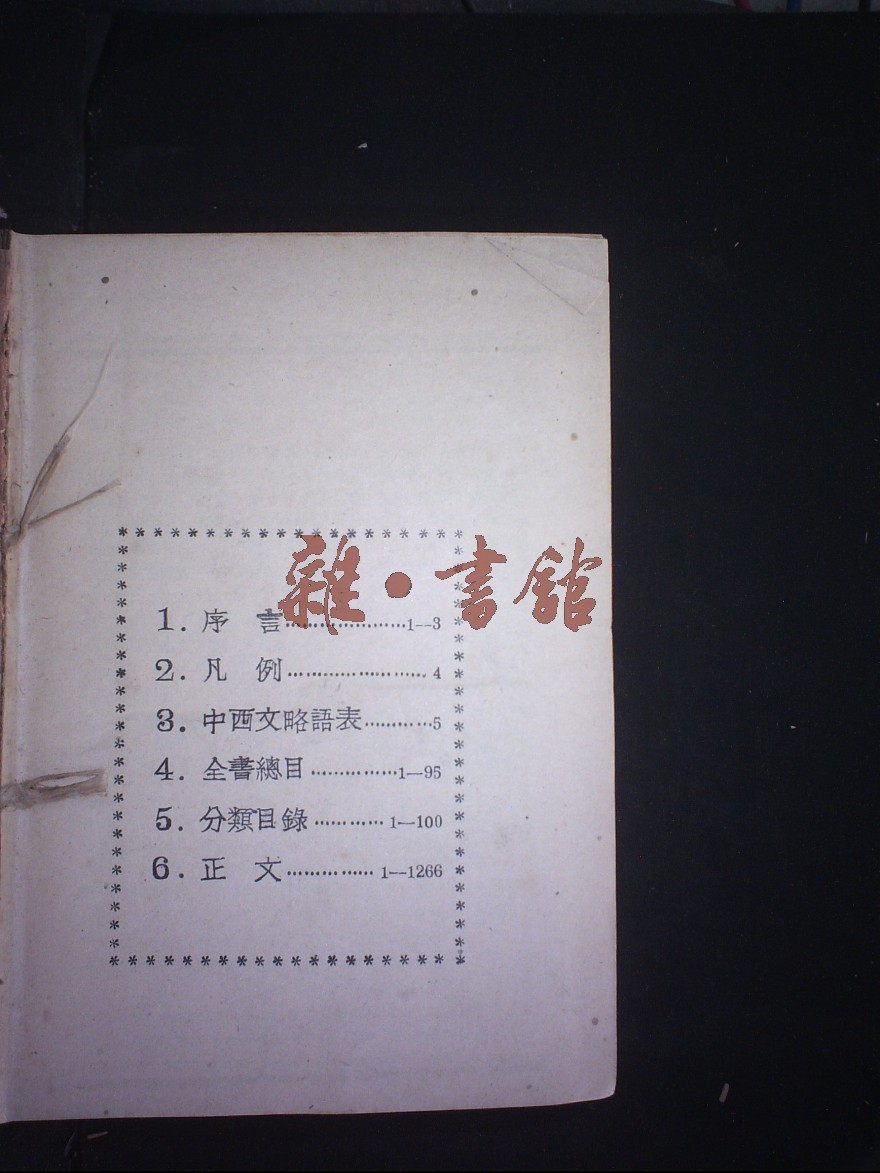 雜·書館
1. 序 言·····················1—3
2. 凡 例······················4
3. 中西文略語表············5
4. 全書總目···············1—95
5. 分類目錄············1—100
6. 正 文···············1—1266